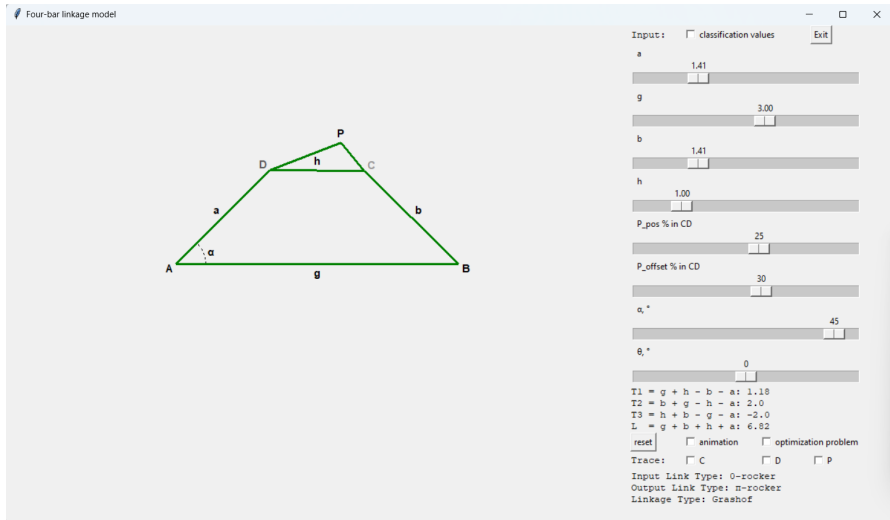 Four-bar linkage model
Input: classification values Exit
a
1.41
g
3.00
b
1.41
h
1.00
P_pos % in CD
25
P_offset % in CD
30
α, °
45
θ, °
0
T1 = g + h - b - a: 1.18
T2 = b + g - h - a: 2.0
T3 = h + b - g - a: -2.0
L = g + b + h + a: 6.82
reset animation optimization problem
Trace: C D P
Input Link Type: 0-rocker
Output Link Type: π-rocker
Linkage Type: Grashof
P
D h C
a b
α
A B
g